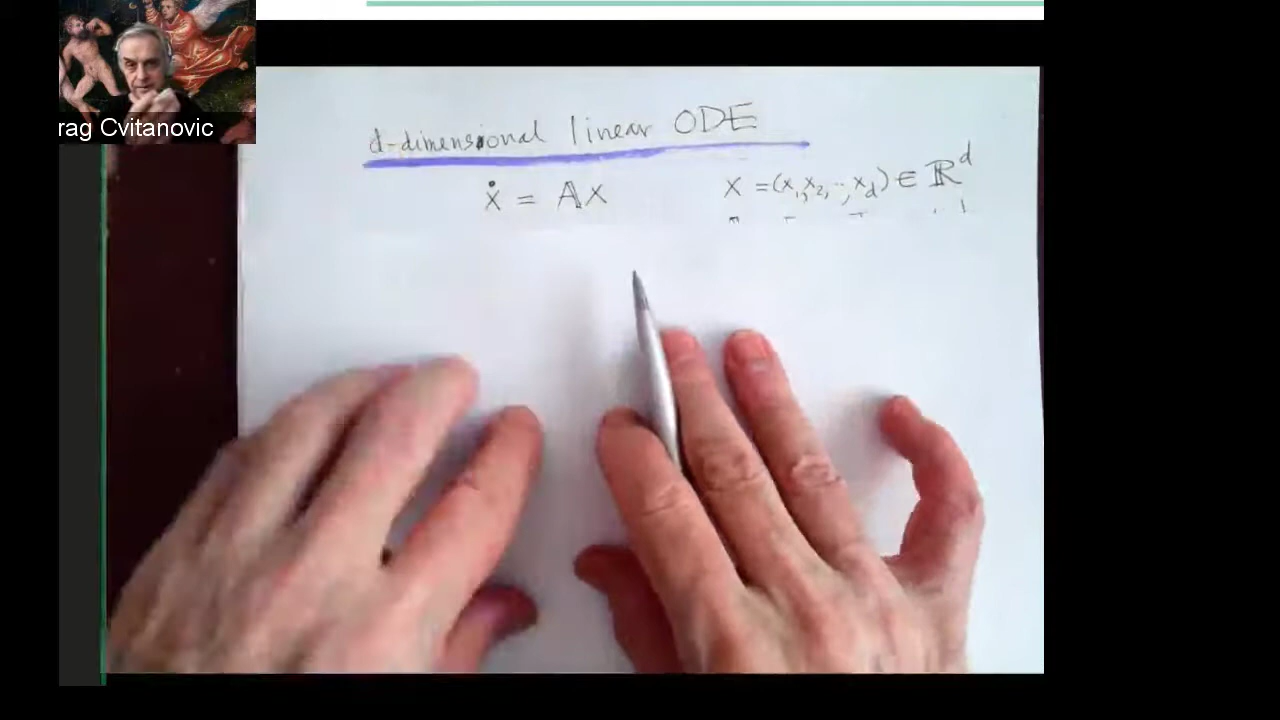 rag Cvitanovic
d-dimensional linear ODE
ẋ = 𝔸x x = (x₁, x₂, ··, x_d) ∈ ℝᵈ